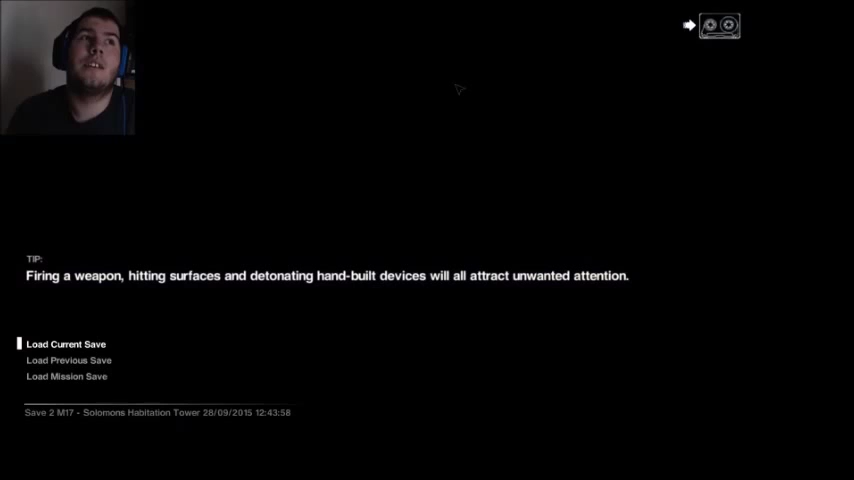 TIP:
Firing a weapon, hitting surfaces and detonating hand-built devices will all attract unwanted attention.
Load Current Save
Load Previous Save
Load Mission Save
Save 2 M17 - Solomons Habitation Tower 28/09/2015 12:43:58